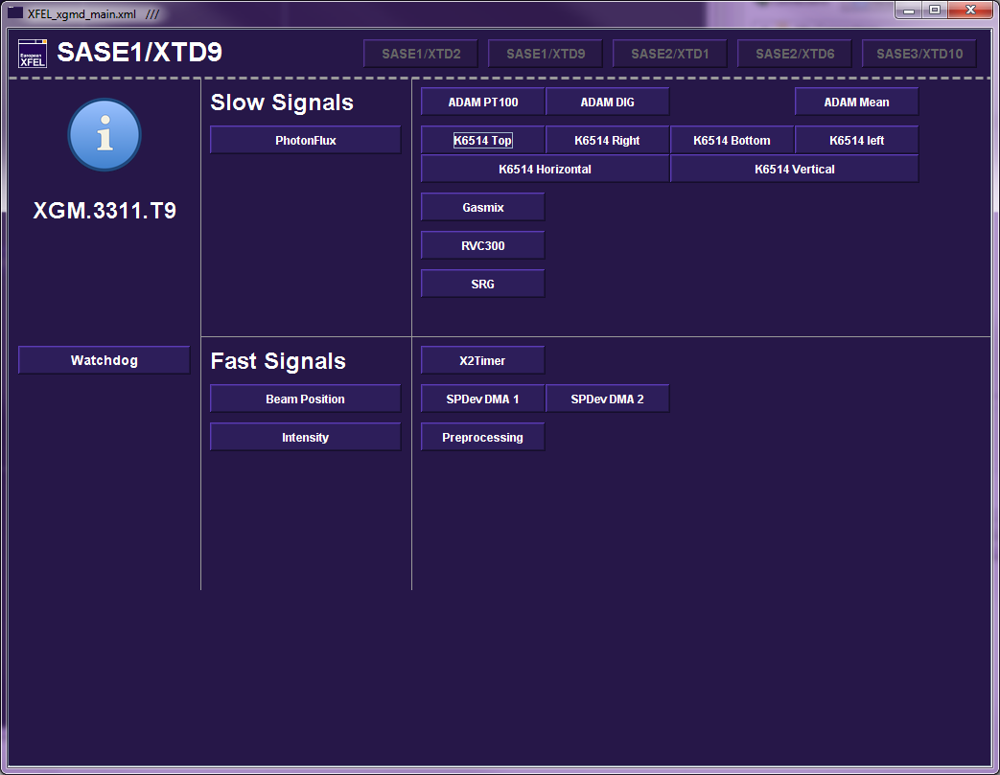 XFEL_xgmd_main.xml ///
European XFEL
SASE1/XTD9
SASE1/XTD2 SASE1/XTD9 SASE2/XTD1 SASE2/XTD6 SASE3/XTD10
i
XGM.3311.T9
Watchdog
Slow Signals
PhotonFlux
ADAM PT100 ADAM DIG ADAM Mean
K6514 Top K6514 Right K6514 Bottom K6514 left
K6514 Horizontal K6514 Vertical
Gasmix
RVC300
SRG
Fast Signals
Beam Position
Intensity
X2Timer
SPDev DMA 1 SPDev DMA 2
Preprocessing